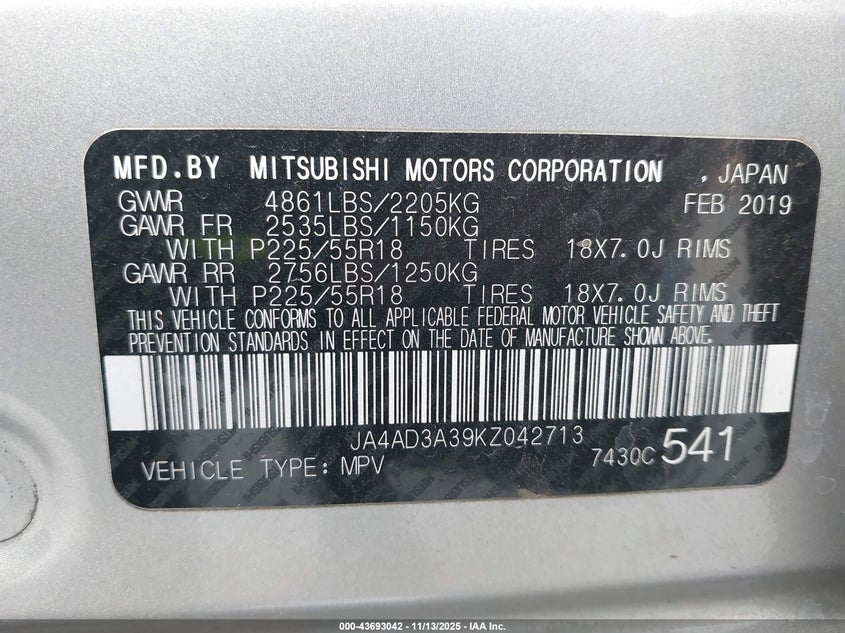 MFD.BY MITSUBISHI MOTORS CORPORATION , JAPAN
GVWR 4861LBS/2205KG FEB 2019
GAWR FR 2535LBS/1150KG
WITH P225/55R18 TIRES 18X7.0J RIMS
GAWR RR 2756LBS/1250KG
WITH P225/55R18 TIRES 18X7.0J RIMS
THIS VEHICLE CONFORMS TO ALL APPLICABLE FEDERAL MOTOR VEHICLE SAFETY AND THEFT
PREVENTION STANDARDS IN EFFECT ON THE DATE OF MANUFACTURE SHOWN ABOVE.
JA4AD3A39KZ042713
VEHICLE TYPE: MPV 7430C 541
000-43693042 - 11/13/2025 - IAA Inc.